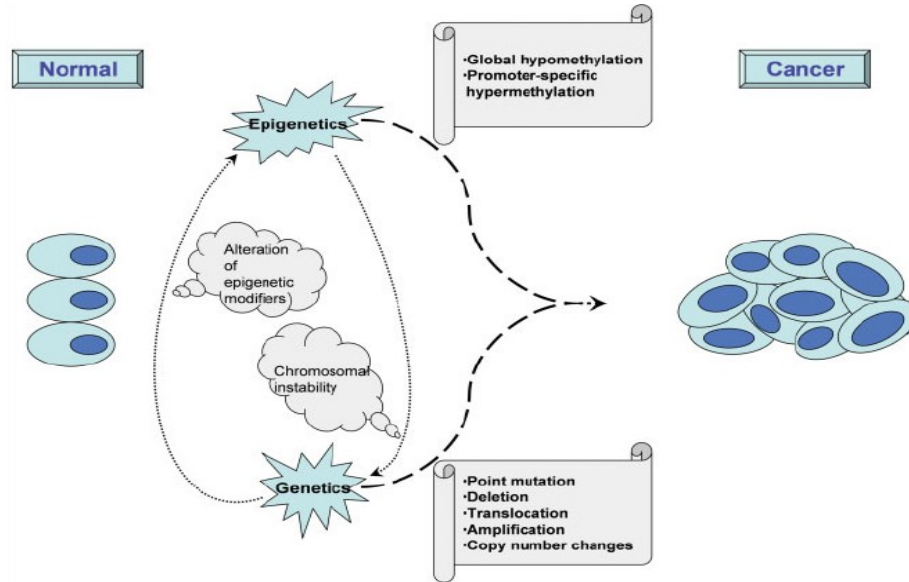 Normal
Epigenetics
•Global hypomethylation
•Promoter-specific
hypermethylation
Cancer
Alteration
of
epigenetic
modifiers
Chromosomal
instability
Genetics
•Point mutation
•Deletion
•Translocation
•Amplification
•Copy number changes